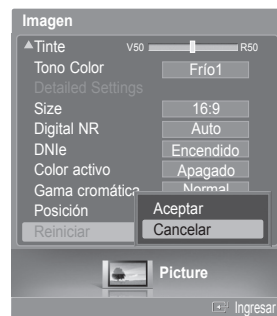 Imagen
▲Tinte V50 R50
Tono Color Frío1
Detailed Settings
Size 16:9
Digital NR Auto
DNIe Encendido
Color activo Apagado
Gama cromática Normal
Posición Aceptar
Reiniciar Cancelar
Picture
Ingresar